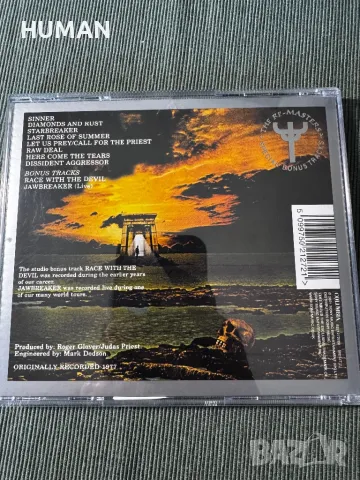 HUMAN
SINNER
DIAMONDS AND RUST
STARBREAKER
LAST ROSE OF SUMMER
LET US PREY/CALL FOR THE PRIEST
RAW DEAL
HERE COME THE TEARS
DISSIDENT AGGRESSOR
BONUS TRACKS
RACE WITH THE DEVIL
JAWBREAKER (Live)
THE RE-MASTERS
BONUS TRACKS
The studio bonus track RACE WITH THE
DEVIL was recorded during the earlier years
of our career.
JAWBREAKER was recorded live during one
of our many world tours.
Produced by: Roger Glover/Judas Priest
Engineered by: Mark Dodson
ORIGINALLY RECORDED 1977
5 099750 212721 >
COLUMBIA
BAZAR